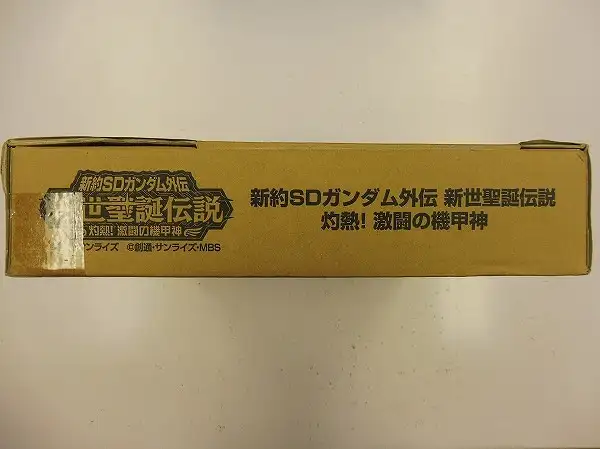 新約SDガンダム外伝
世聖誕伝説
灼熱! 激闘の機甲神
ンライズ ©創通・サンライズ・MBS
新約SDガンダム外伝 新世聖誕伝説
灼熱! 激闘の機甲神